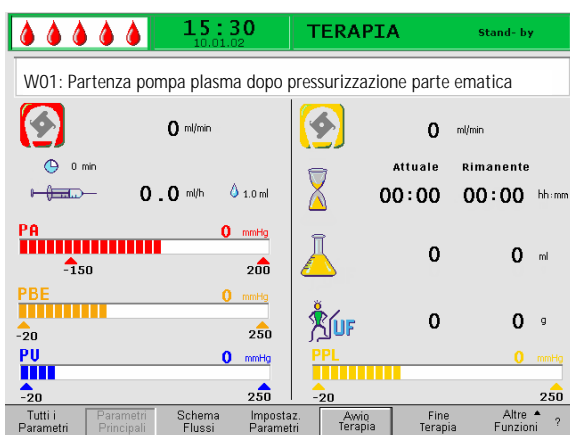 15:30
10.01.02
TERAPIA
Stand- by
W01: Partenza pompa plasma dopo pressurizzazione parte ematica
0 ml/min
0 ml/min
0 min
Attuale Rimanente
0.0 ml/h 1.0 ml
00:00 00:00 hh:mm
PA 0 mmHg
-150 200
0 0 ml
PBE 0 mmHg
-20 250
UF 0 0 g
PV 0 mmHg
-20 250
PPL 0 mmHg
-20 250
Tutti i Parametri
Parametri Principali
Schema Flussi
Impostaz. Parametri
Avvio Terapia
Fine Terapia
Altre Funzioni
?